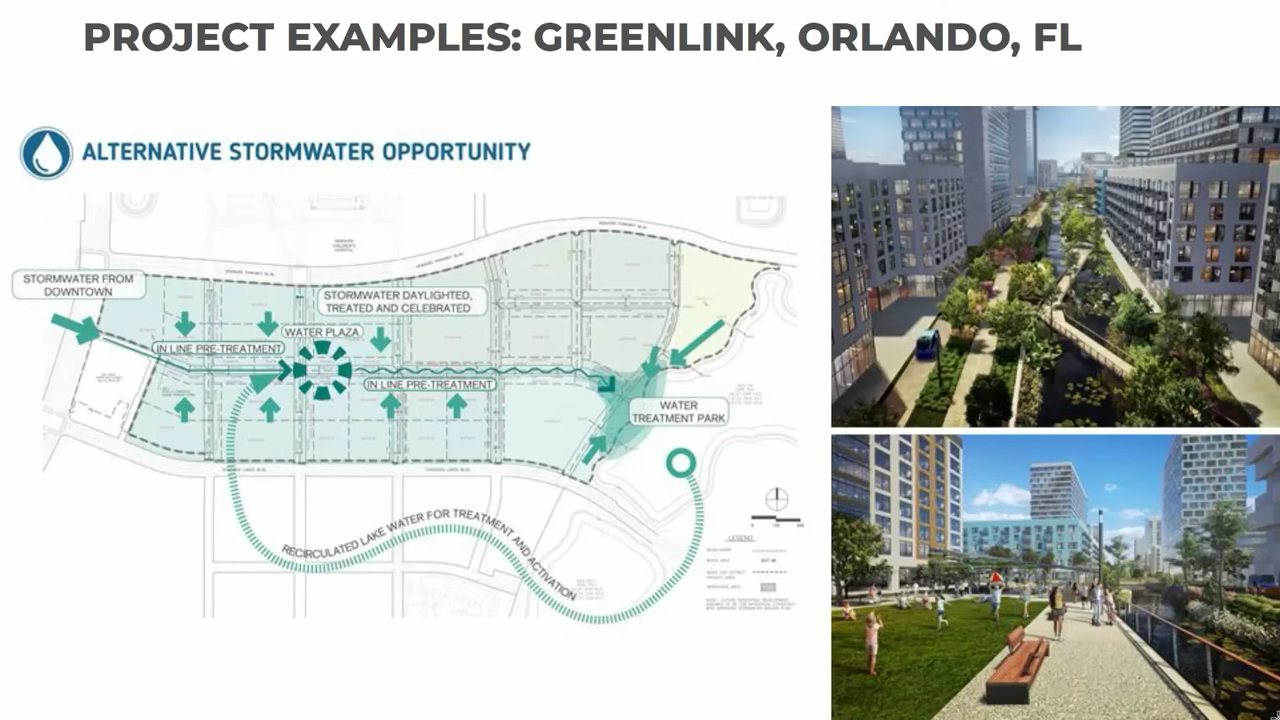 PROJECT EXAMPLES: GREENLINK, ORLANDO, FL
ALTERNATIVE STORMWATER OPPORTUNITY
STORMWATER FROM
DOWNTOWN
STORMWATER DAYLIGHTED,
TREATED AND CELEBRATED
WATER PLAZA
IN LINE PRE-TREATMENT
IN LINE PRE-TREATMENT
WATER
TREATMENT PARK
RECIRCULATED LAKE WATER FOR TREATMENT AND ACTIVATION
LEGEND